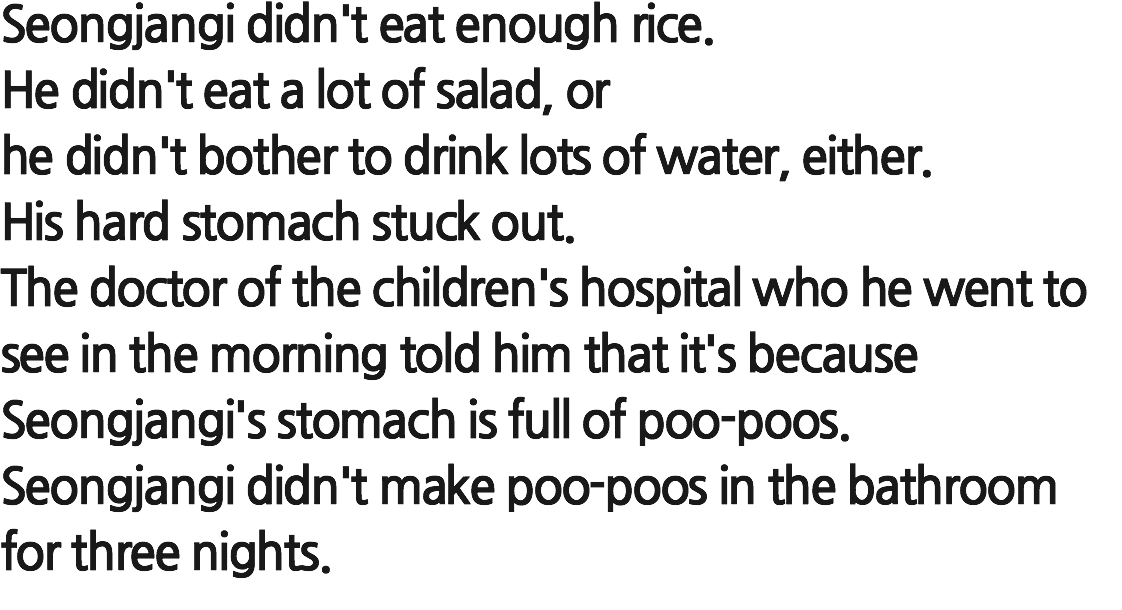 Seongjangi didn't eat enough rice.
He didn't eat a lot of salad, or
he didn't bother to drink lots of water, either.
His hard stomach stuck out.
The doctor of the children's hospital who he went to
see in the morning told him that it's because
Seongjangi's stomach is full of poo-poos.
Seongjangi didn't make poo-poos in the bathroom
for three nights.